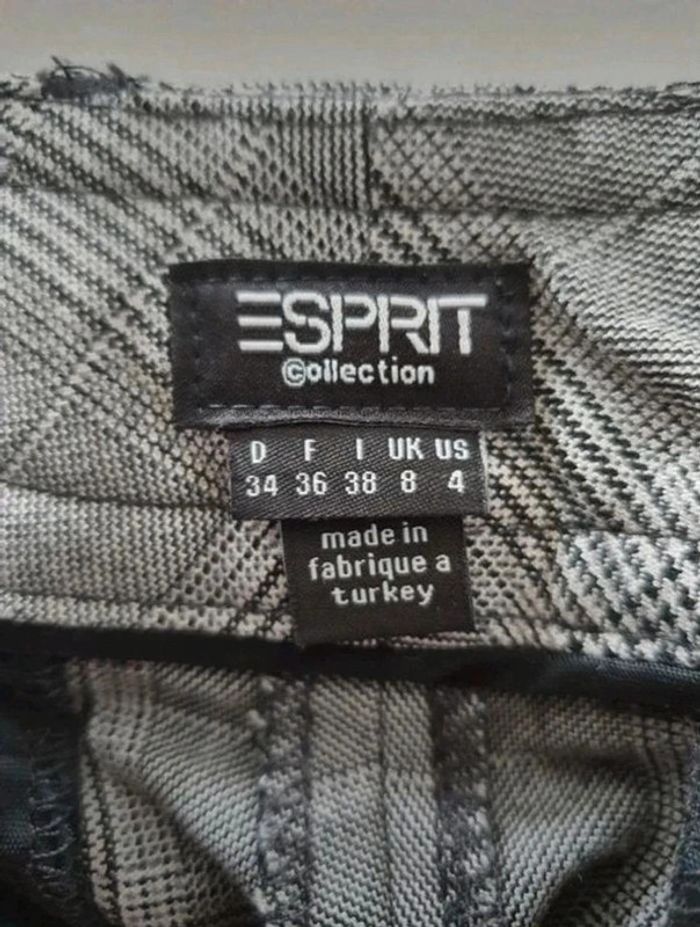 ESPRIT
©ollection
D F I UK US
34 36 38 8 4
made in
fabrique a
turkey